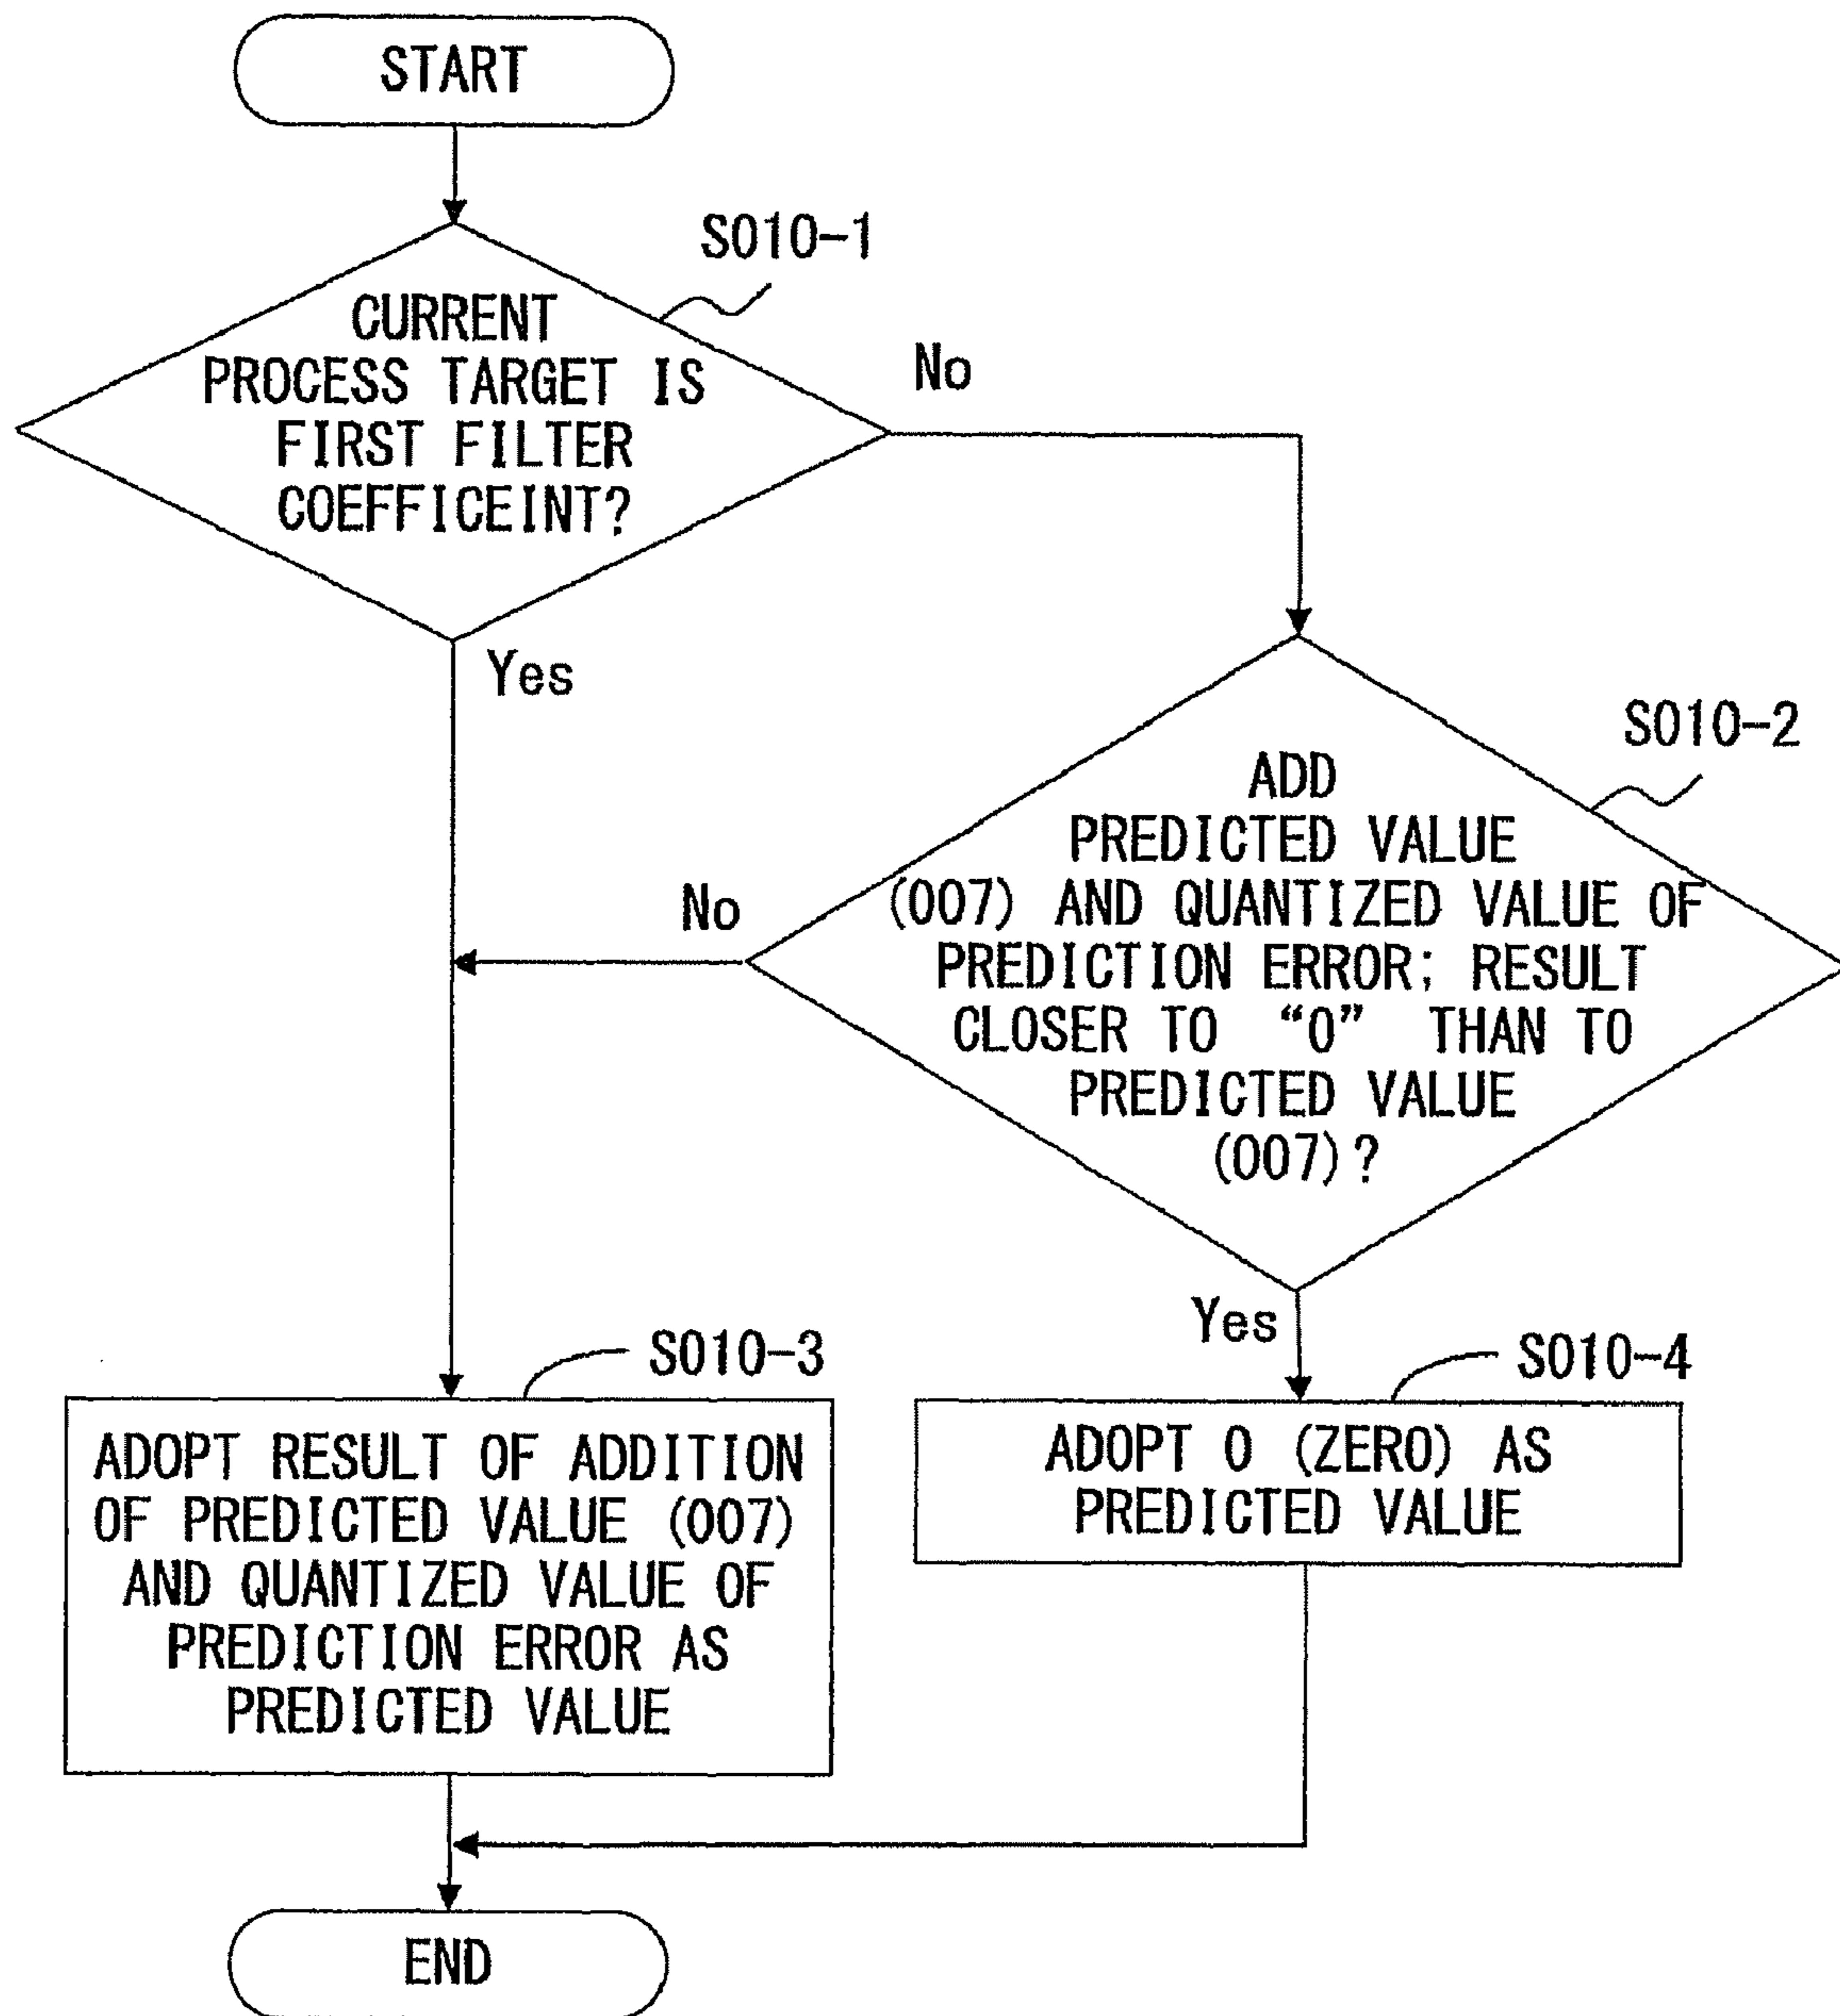 START
S010-1
CURRENT
PROCESS TARGET IS
FIRST FILTER
COEFFICEINT?
No
Yes
S010-2
ADD
PREDICTED VALUE
(007) AND QUANTIZED VALUE OF
PREDICTION ERROR; RESULT
CLOSER TO “0” THAN TO
PREDICTED VALUE
(007)?
No
Yes
S010-3
ADOPT RESULT OF ADDITION
OF PREDICTED VALUE (007)
AND QUANTIZED VALUE OF
PREDICTION ERROR AS
PREDICTED VALUE
S010-4
ADOPT 0 (ZERO) AS
PREDICTED VALUE
END